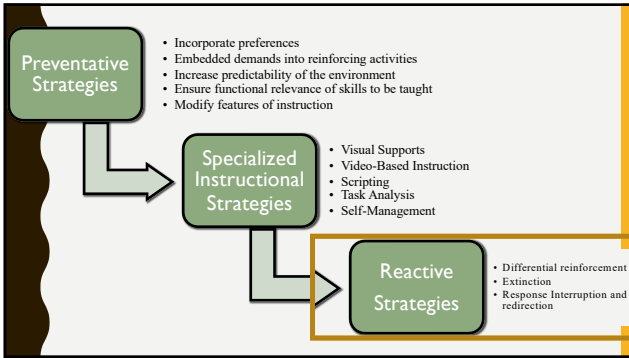 Preventative
Strategies
• Incorporate preferences
• Embedded demands into reinforcing activities
• Increase predictability of the environment
• Ensure functional relevance of skills to be taught
• Modify features of instruction
Specialized
Instructional
Strategies
• Visual Supports
• Video-Based Instruction
• Scripting
• Task Analysis
• Self-Management
Reactive
Strategies
• Differential reinforcement
• Extinction
• Response Interruption and
redirection